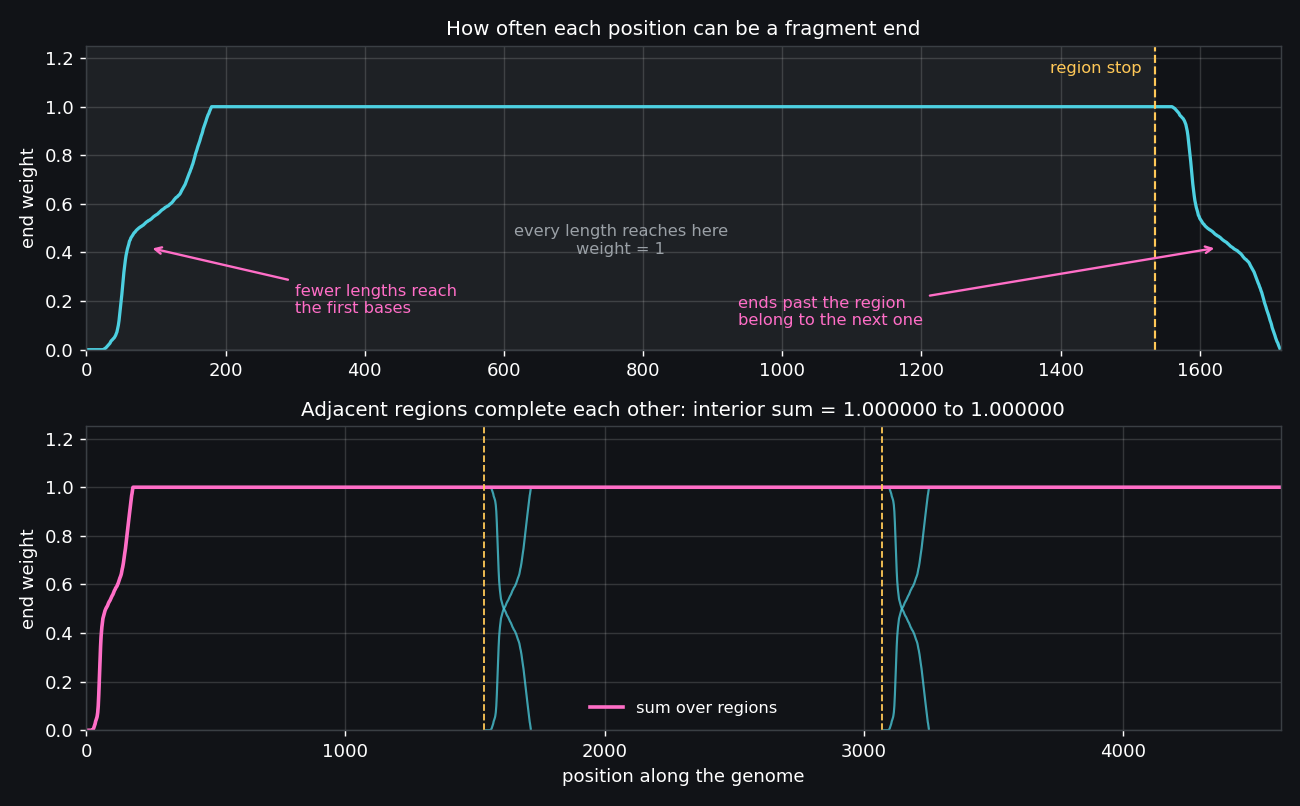 How often each position can be a fragment end
1.2
1.0
0.8
0.6
0.4
0.2
0.0
end weight
region stop
every length reaches here
weight = 1
fewer lengths reach
the first bases
ends past the region
belong to the next one
0 200 400 600 800 1000 1200 1400 1600
Adjacent regions complete each other: interior sum = 1.000000 to 1.000000
1.2
1.0
0.8
0.6
0.4
0.2
0.0
end weight
sum over regions
0 1000 2000 3000 4000
position along the genome